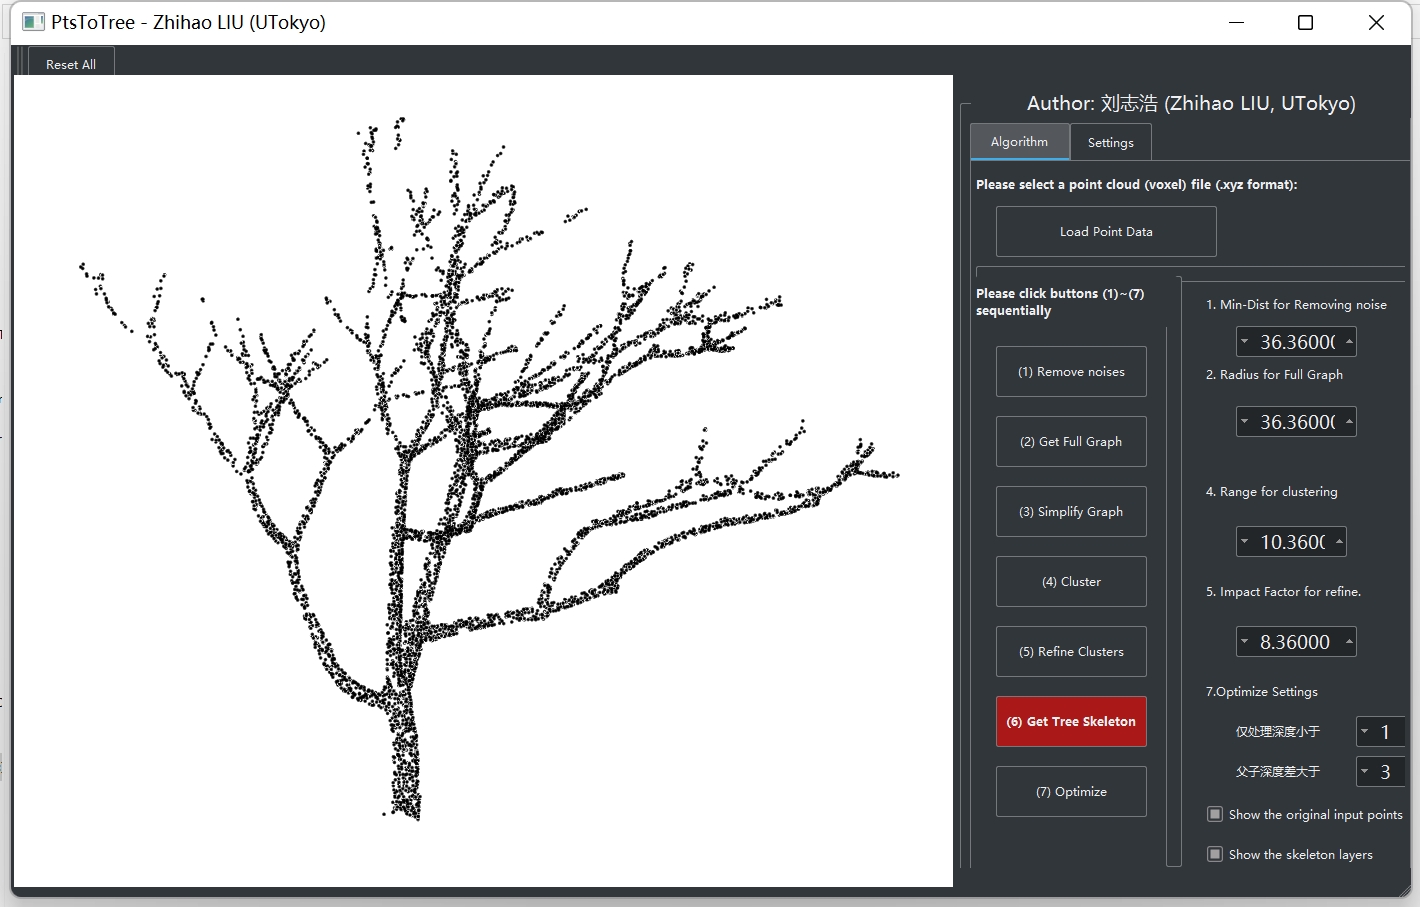 PtsToTree - Zhihao LIU (UTokyo)
Reset All
Author: 刘志浩 (Zhihao LIU, UTokyo)
Algorithm
Settings
Please select a point cloud (voxel) file (.xyz format):
Load Point Data
Please click buttons (1)~(7)
sequentially
(1) Remove noises
(2) Get Full Graph
(3) Simplify Graph
(4) Cluster
(5) Refine Clusters
(6) Get Tree Skeleton
(7) Optimize
1. Min-Dist for Removing noise
36.3600
2. Radius for Full Graph
36.3600
4. Range for clustering
10.360
5. Impact Factor for refine.
8.36000
7.Optimize Settings
仅处理深度小于
1
父子深度差大于
3
Show the original input points
Show the skeleton layers